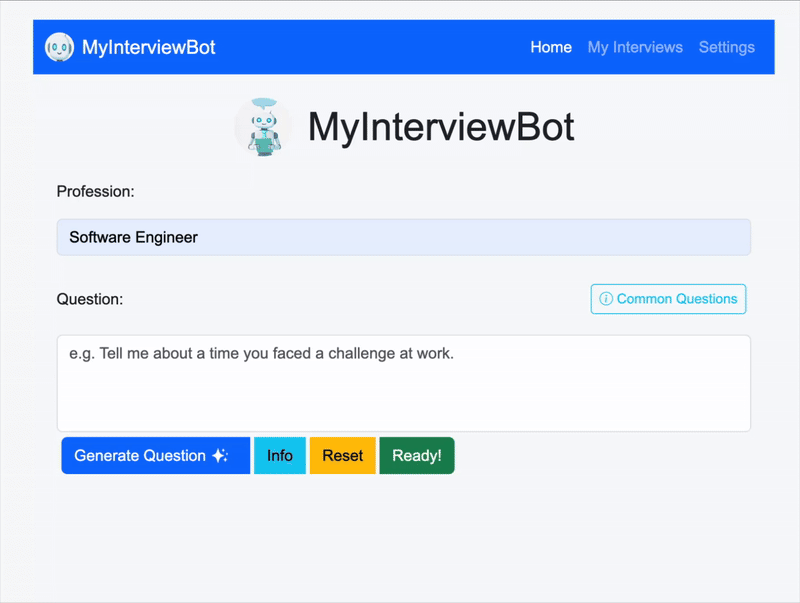 MyInterviewBot Home My Interviews Settings
MyInterviewBot
Profession:
Software Engineer
Question: Common Questions
e.g. Tell me about a time you faced a challenge at work.
Generate Question Info Reset Ready!